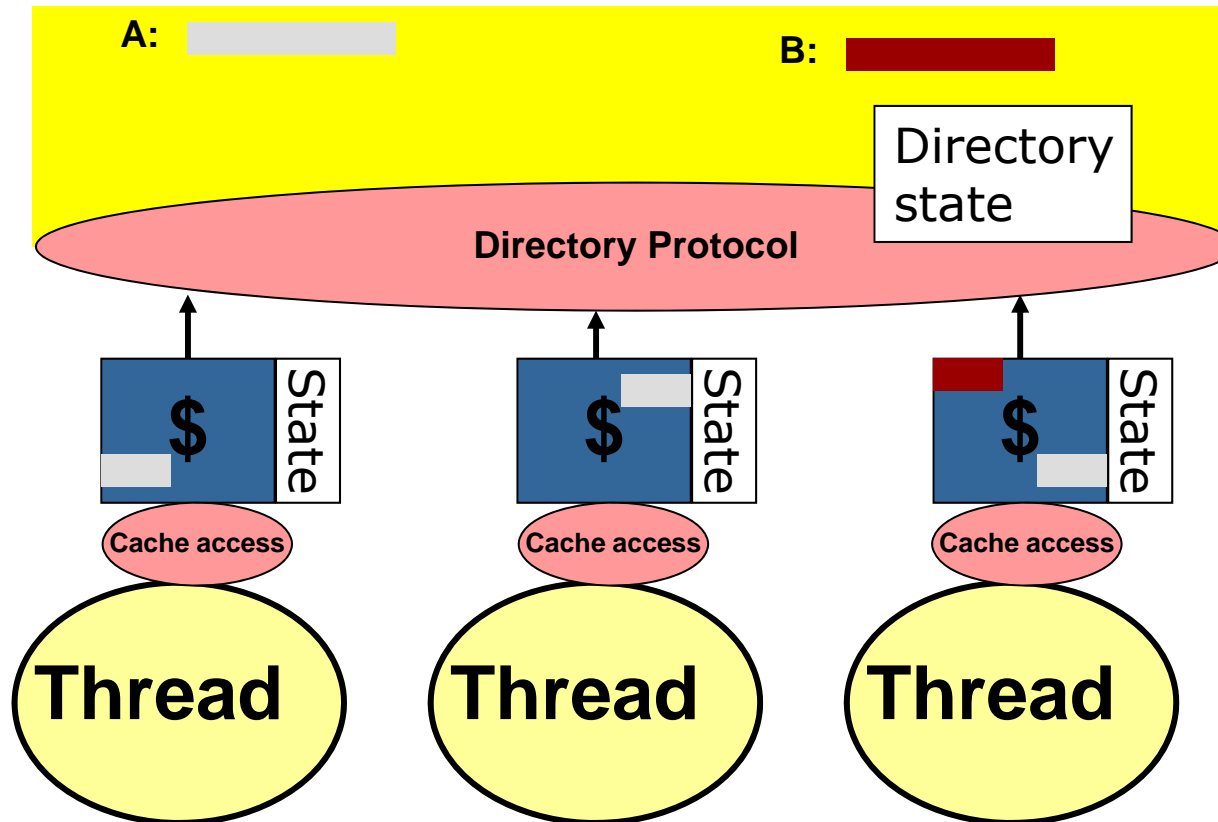 A:
B:
Directory
state
Directory Protocol
$
State
$
State
$
State
Cache access
Cache access
Cache access
Thread
Thread
Thread